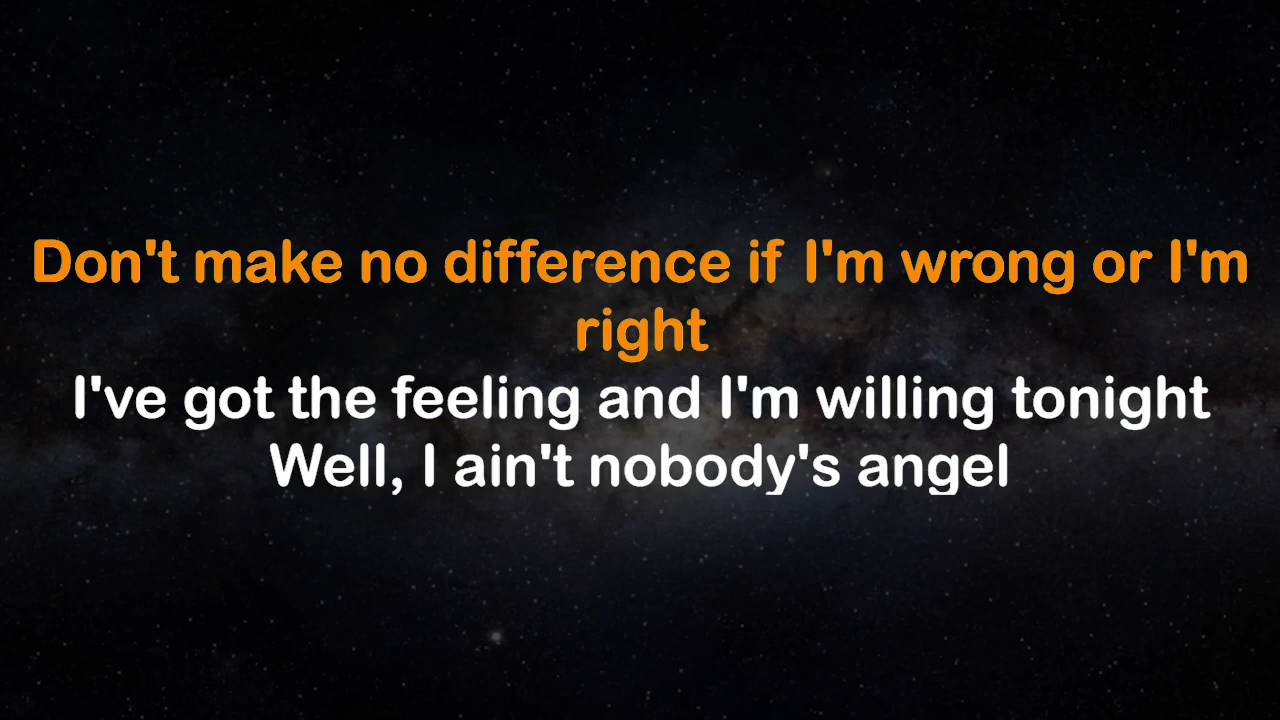 Don't make no difference if I'm wrong or I'm
right
I've got the feeling and I'm willing tonight
Well, I ain't nobody's angel